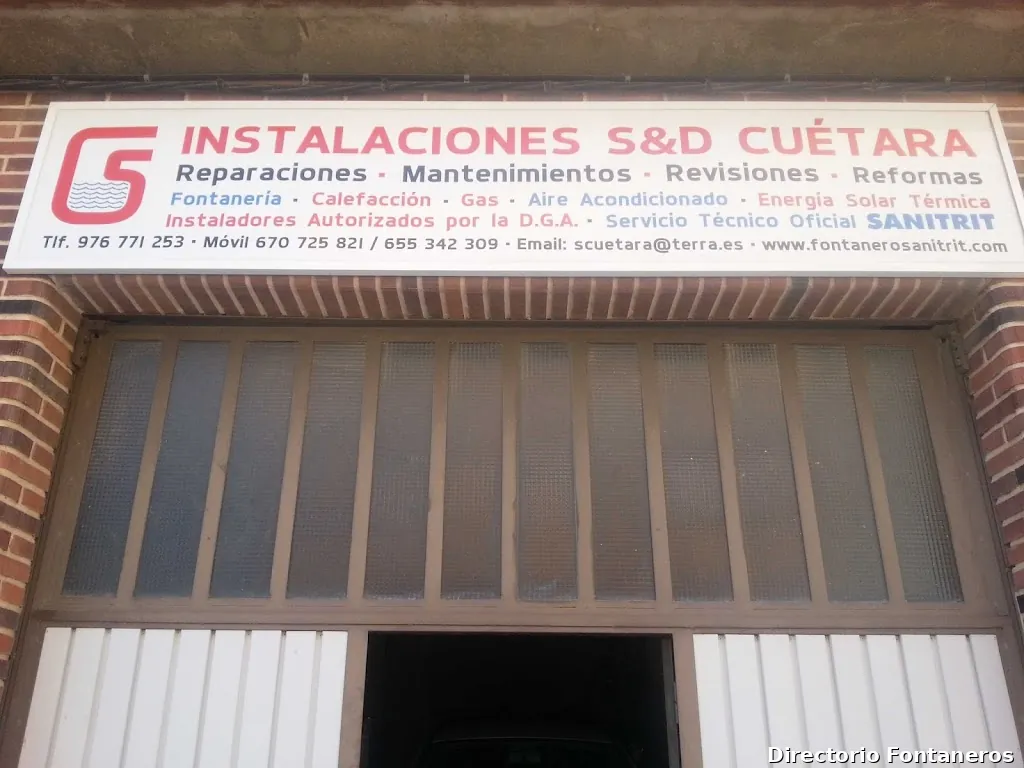 INSTALACIONES S&D CUÉTARA
Reparaciones · Mantenimientos · Revisiones · Reformas
Fontanería · Calefacción · Gas · Aire Acondicionado · Energía Solar Térmica
Instaladores Autorizados por la D.G.A. · Servicio Técnico Oficial SANITRIT
Tlf. 976 771 253 · Móvil 670 725 821 / 655 342 309 · Email: scuetara@terra.es · www.fontanerosanitrit.com
Directorio Fontaneros